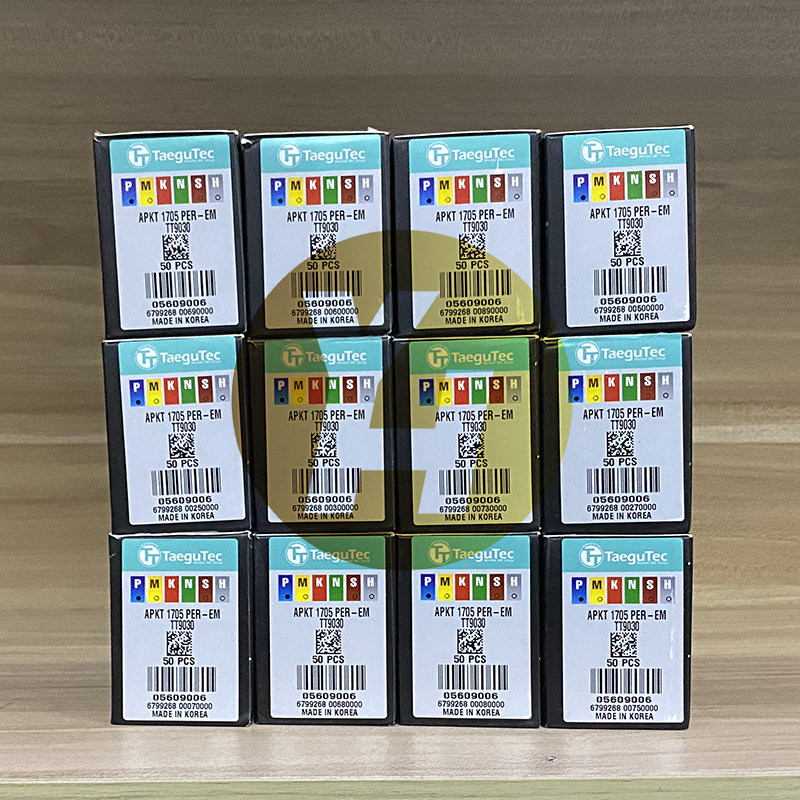 TaeguTec
P M K N S H
APKT 1705 PER-EM
TT9030
50 PCS
05609006
6799268 00690000
MADE IN KOREA
TaeguTec
P M K N S H
APKT 1705 PER-EM
TT9030
50 PCS
05609006
6799268 00600000
MADE IN KOREA
TaeguTec
P M K N S H
APKT 1705 PER-EM
TT9030
50 PCS
05609006
6799268 00890000
MADE IN KOREA
TaeguTec
P M K N S H
APKT 1705 PER-EM
TT9030
50 PCS
05609006
6799268 00500000
MADE IN KOREA
TaeguTec
P M K N S H
APKT 1705 PER-EM
TT9030
50 PCS
05609006
6799268 00250000
MADE IN KOREA
TaeguTec
P M K N S H
APKT 1705 PER-EM
TT9030
50 PCS
05609006
6799268 00300000
MADE IN KOREA
TaeguTec
P M K N S H
APKT 1705 PER-EM
TT9030
50 PCS
05609006
6799268 00730000
MADE IN KOREA
TaeguTec
P M K N S H
APKT 1705 PER-EM
TT9030
50 PCS
05609006
6799268 00270000
MADE IN KOREA
TaeguTec
P M K N S H
APKT 1705 PER-EM
TT9030
50 PCS
05609006
6799268 00070000
MADE IN KOREA
TaeguTec
P M K N S H
APKT 1705 PER-EM
TT9030
50 PCS
05609006
6799268 00680000
MADE IN KOREA
TaeguTec
P M K N S H
APKT 1705 PER-EM
TT9030
50 PCS
05609006
6799268 00080000
MADE IN KOREA
TaeguTec
P M K N S H
APKT 1705 PER-EM
TT9030
50 PCS
05609006
6799268 00750000
MADE IN KOREA